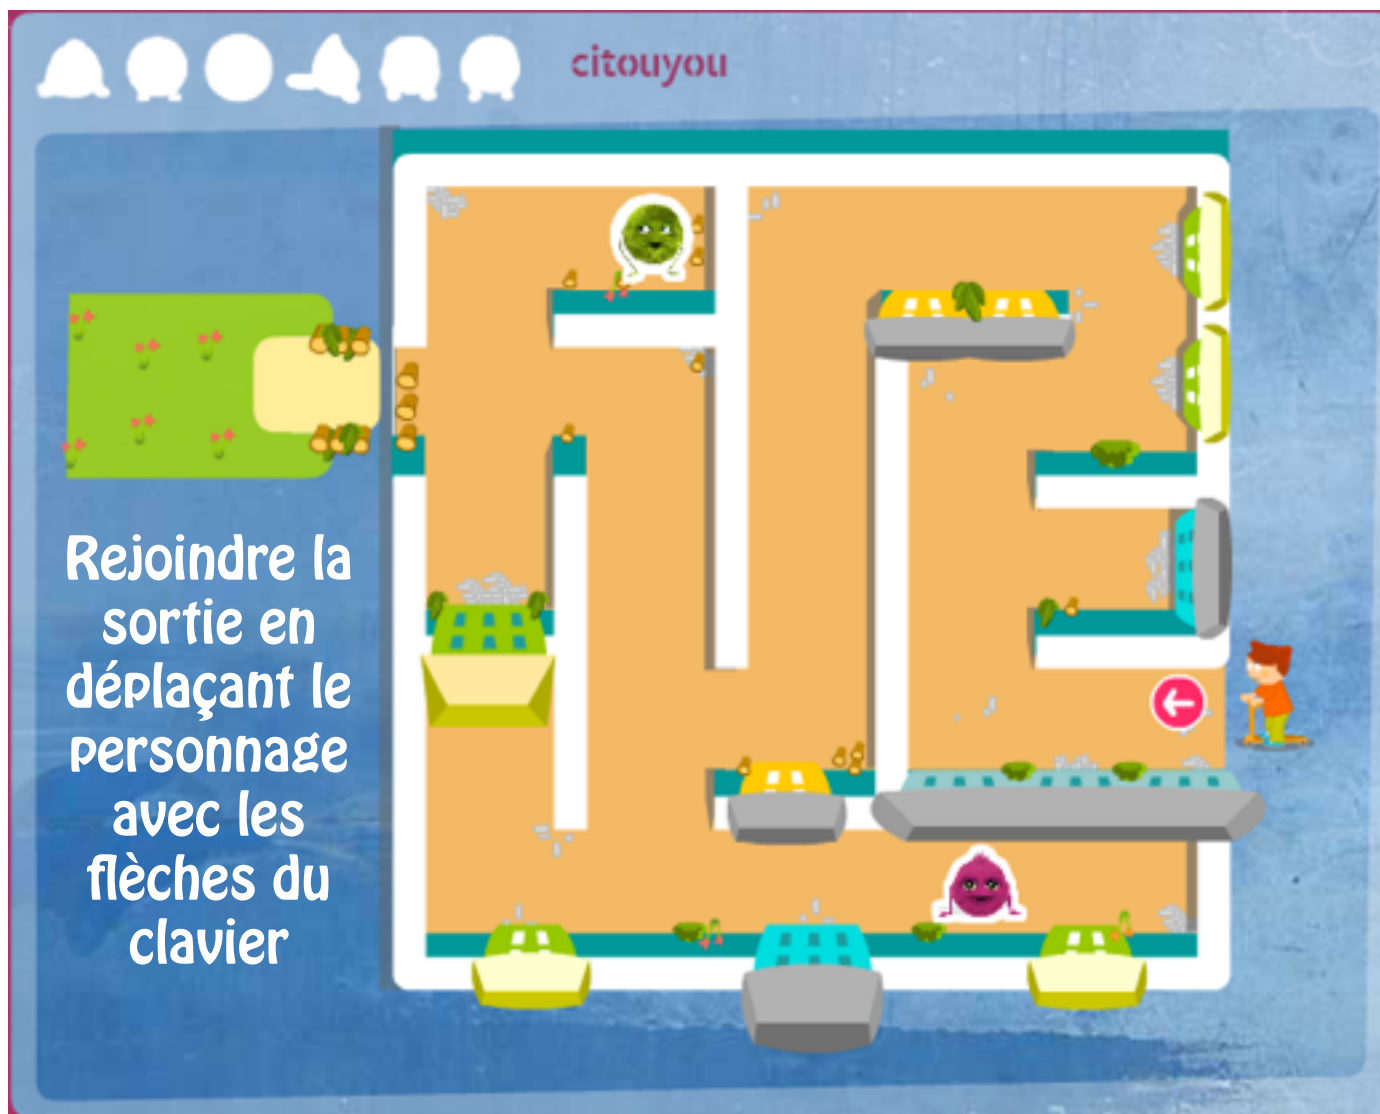 citouyou
Rejoindre la
sortie en
déplaçant le
personnage
avec les
flèches du
clavier